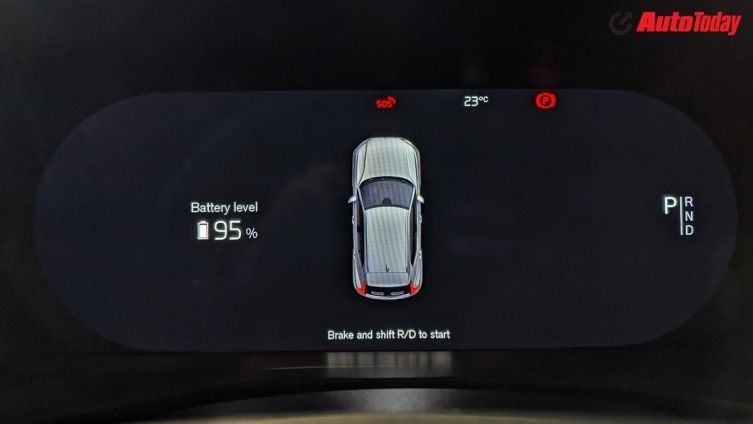 AutoToday
SOS
23°C
P
Battery level
95 %
P
R
N
D
Brake and shift R/D to start